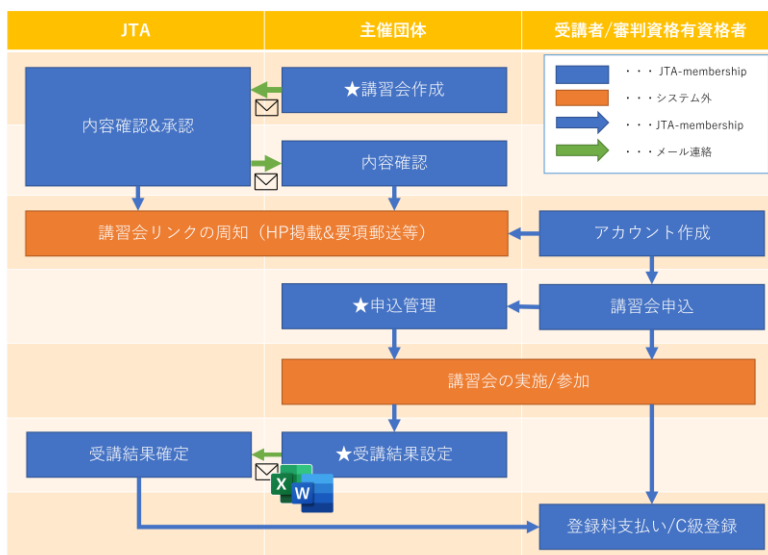 JTA
主催団体
受講者/審判資格有資格者
★講習会作成
内容確認&承認
内容確認
・・・ JTA-membership
・・・システム外
・・・JTA-membership
・・・メール連絡
講習会リンクの周知（HP掲載&要項郵送等）
アカウント作成
★申込管理
講習会申込
講習会の実施/参加
受講結果確定
★受講結果設定
X
W
登録料支払い/C級登録